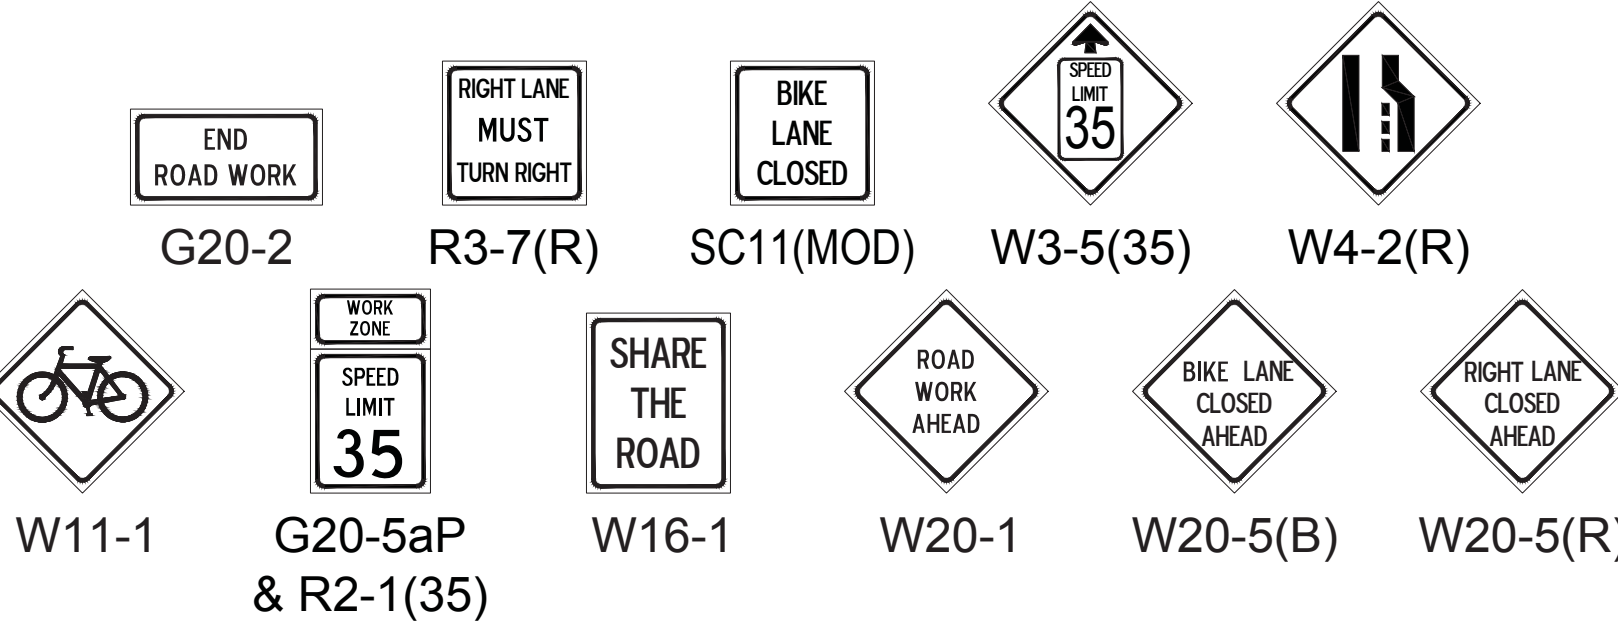 END
ROAD WORK
G20-2
RIGHT LANE
MUST
TURN RIGHT
R3-7(R)
BIKE
LANE
CLOSED
SC11(MOD)
SPEED
LIMIT
35
W3-5(35)
W4-2(R)
W11-1
WORK
ZONE
SPEED
LIMIT
35
G20-5aP
& R2-1(35)
SHARE
THE
ROAD
W16-1
ROAD
WORK
AHEAD
W20-1
BIKE LANE
CLOSED
AHEAD
W20-5(B)
RIGHT LANE
CLOSED
AHEAD
W20-5(R)